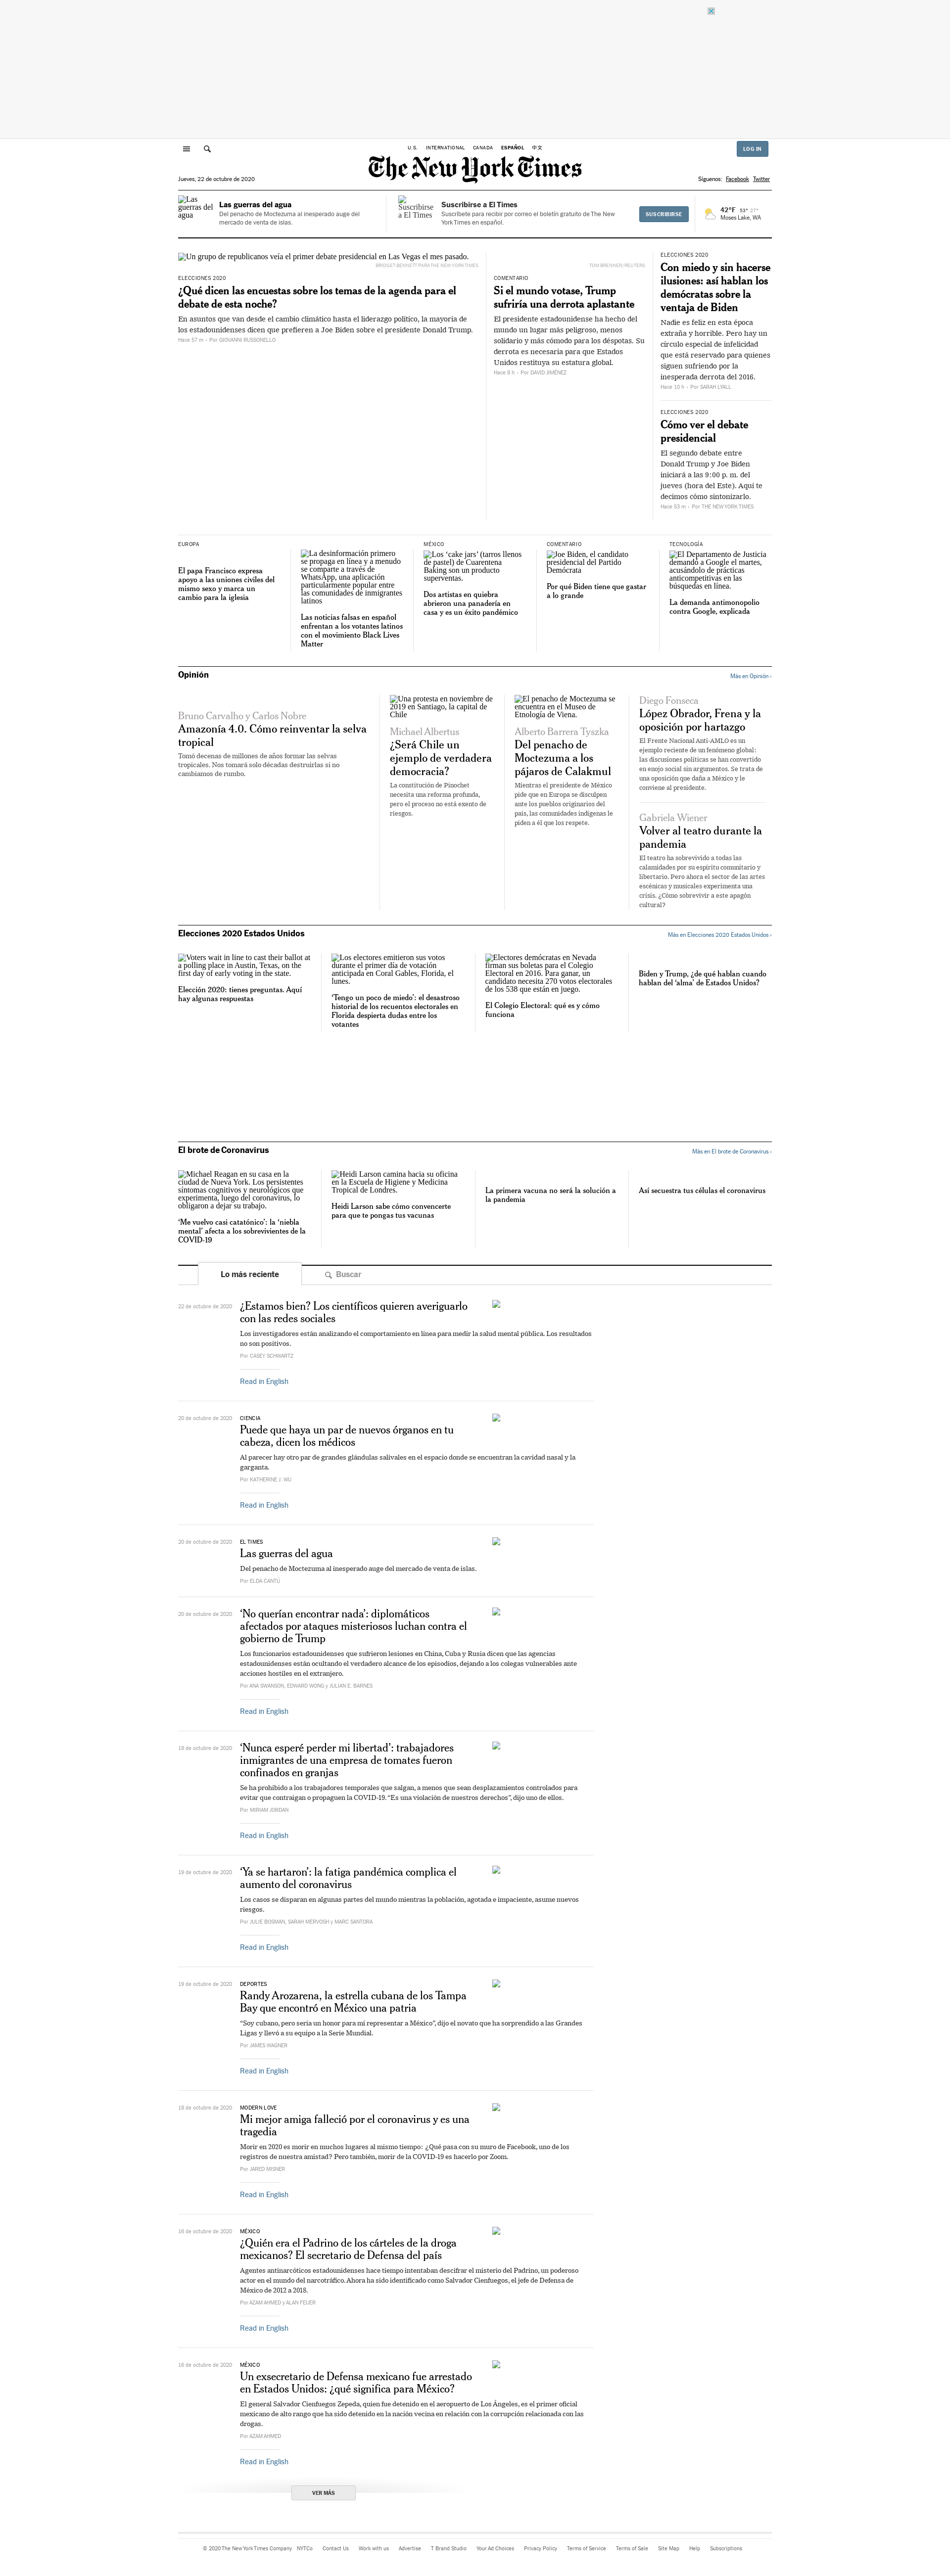 U.S. INTERNATIONAL CANADA ESPAÑOL 中文
LOG IN
The New York Times
Jueves, 22 de octubre de 2020
Síguenos: Facebook Twitter
Las guerras del agua
Las guerras del agua
Del penacho de Moctezuma al inesperado auge del
mercado de venta de islas.
Suscribirse a El Times
Suscribirse a El Times
Suscríbete para recibir por correo el boletín gratuito de The New
York Times en español.
SUSCRIBIRSE
42°F 53° 27°
Moses Lake, WA
Un grupo de republicanos veía el primer debate presidencial en Las Vegas el mes pasado.
BRIDGET BENNETT PARA THE NEW YORK TIMES
ELECCIONES 2020
¿Qué dicen las encuestas sobre los temas de la agenda para el
debate de esta noche?
En asuntos que van desde el cambio climático hasta el liderazgo político, la mayoría de
los estadounidenses dicen que prefieren a Joe Biden sobre el presidente Donald Trump.
Hace 57 m - Por GIOVANNI RUSSONELLO
TOM BRENNER/REUTERS
COMENTARIO
Si el mundo votase, Trump
sufriría una derrota aplastante
El presidente estadounidense ha hecho del
mundo un lugar más peligroso, menos
solidario y más cómodo para los déspotas. Su
derrota es necesaria para que Estados
Unidos restituya su estatura global.
Hace 8 h - Por DAVID JIMÉNEZ
ELECCIONES 2020
Con miedo y sin hacerse
ilusiones: así hablan los
demócratas sobre la
ventaja de Biden
Nadie es feliz en esta época
extraña y horrible. Pero hay un
círculo especial de infelicidad
que está reservado para quienes
siguen sufriendo por la
inesperada derrota del 2016.
Hace 10 h - Por SARAH LYALL
ELECCIONES 2020
Cómo ver el debate
presidencial
El segundo debate entre
Donald Trump y Joe Biden
iniciará a las 9:00 p. m. del
jueves (hora del Este). Aquí te
decimos cómo sintonizarlo.
Hace 53 m - Por THE NEW YORK TIMES
EUROPA
El papa Francisco expresa
apoyo a las uniones civiles del
mismo sexo y marca un
cambio para la iglesia
La desinformación primero
se propaga en línea y a menudo
se comparte a través de
WhatsApp, una aplicación
particularmente popular entre
las comunidades de inmigrantes
latinos
Las noticias falsas en español
enfrentan a los votantes latinos
con el movimiento Black Lives
Matter
MÉXICO
Los ‘cake jars’ (tarros llenos
de pastel) de Cuarentena
Baking son un producto
superventas.
Dos artistas en quiebra
abrieron una panadería en
casa y es un éxito pandémico
COMENTARIO
Joe Biden, el candidato
presidencial del Partido
Demócrata
Por qué Biden tiene que gastar
a lo grande
TECNOLOGÍA
El Departamento de Justicia
demandó a Google el martes,
acusándolo de prácticas
anticompetitivas en las
búsquedas en línea.
La demanda antimonopolio
contra Google, explicada
Opinión
Más en Opinión ›
Bruno Carvalho y Carlos Nobre
Amazonía 4.0. Cómo reinventar la selva
tropical
Tomó decenas de millones de años formar las selvas
tropicales. Nos tomará solo décadas destruirlas si no
cambiamos de rumbo.
Una protesta en noviembre de
2019 en Santiago, la capital de
Chile
Michael Albertus
¿Será Chile un
ejemplo de verdadera
democracia?
La constitución de Pinochet
necesita una reforma profunda,
pero el proceso no está exento de
riesgos.
El penacho de Moctezuma se
encuentra en el Museo de
Etnología de Viena.
Alberto Barrera Tyszka
Del penacho de
Moctezuma a los
pájaros de Calakmul
Mientras el presidente de México
pide que en Europa se disculpen
ante los pueblos originarios del
país, las comunidades indígenas le
piden a él que los respete.
Diego Fonseca
López Obrador, Frena y la
oposición por hartazgo
El Frente Nacional Anti-AMLO es un
ejemplo reciente de un fenómeno global:
las discusiones políticas se han convertido
en enojo social sin argumentos. Se trata de
una oposición que daña a México y le
conviene al presidente.
Gabriela Wiener
Volver al teatro durante la
pandemia
El teatro ha sobrevivido a todas las
calamidades por su espíritu comunitario y
libertario. Pero ahora el sector de las artes
escénicas y musicales experimenta una
crisis. ¿Cómo sobrevivir a este apagón
cultural?
Elecciones 2020 Estados Unidos
Más en Elecciones 2020 Estados Unidos ›
Voters wait in line to cast their ballot at
a polling place in Austin, Texas, on the
first day of early voting in the state.
Elección 2020: tienes preguntas. Aquí
hay algunas respuestas
Los electores emitieron sus votos
durante el primer día de votación
anticipada en Coral Gables, Florida, el
lunes.
‘Tengo un poco de miedo’: el desastroso
historial de los recuentos electorales en
Florida despierta dudas entre los
votantes
Electores demócratas en Nevada
firman sus boletas para el Colegio
Electoral en 2016. Para ganar, un
candidato necesita 270 votos electorales
de los 538 que están en juego.
El Colegio Electoral: qué es y cómo
funciona
Biden y Trump, ¿de qué hablan cuando
hablan del ‘alma’ de Estados Unidos?
El brote de Coronavirus
Más en El brote de Coronavirus ›
Michael Reagan en su casa en la
ciudad de Nueva York. Los persistentes
síntomas cognitivos y neurológicos que
experimenta, luego del coronavirus, lo
obligaron a dejar su trabajo.
‘Me vuelvo casi catatónico’: la ‘niebla
mental’ afecta a los sobrevivientes de la
COVID-19
Heidi Larson camina hacia su oficina
en la Escuela de Higiene y Medicina
Tropical de Londres.
Heidi Larson sabe cómo convencerte
para que te pongas tus vacunas
La primera vacuna no será la solución a
la pandemia
Así secuestra tus células el coronavirus
Lo más reciente
Buscar
22 de octubre de 2020
¿Estamos bien? Los científicos quieren averiguarlo
con las redes sociales
Los investigadores están analizando el comportamiento en línea para medir la salud mental pública. Los resultados
no son positivos.
Por CASEY SCHWARTZ
Read in English
20 de octubre de 2020
CIENCIA
Puede que haya un par de nuevos órganos en tu
cabeza, dicen los médicos
Al parecer hay otro par de grandes glándulas salivales en el espacio donde se encuentran la cavidad nasal y la
garganta.
Por KATHERINE J. WU
Read in English
20 de octubre de 2020
EL TIMES
Las guerras del agua
Del penacho de Moctezuma al inesperado auge del mercado de venta de islas.
Por ELDA CANTÚ
20 de octubre de 2020
‘No querían encontrar nada’: diplomáticos
afectados por ataques misteriosos luchan contra el
gobierno de Trump
Los funcionarios estadounidenses que sufrieron lesiones en China, Cuba y Rusia dicen que las agencias
estadounidenses están ocultando el verdadero alcance de los episodios, dejando a los colegas vulnerables ante
acciones hostiles en el extranjero.
Por ANA SWANSON, EDWARD WONG y JULIAN E. BARNES
Read in English
19 de octubre de 2020
‘Nunca esperé perder mi libertad’: trabajadores
inmigrantes de una empresa de tomates fueron
confinados en granjas
Se ha prohibido a los trabajadores temporales que salgan, a menos que sean desplazamientos controlados para
evitar que contraigan o propaguen la COVID-19. “Es una violación de nuestros derechos”, dijo uno de ellos.
Por MIRIAM JORDAN
Read in English
19 de octubre de 2020
‘Ya se hartaron’: la fatiga pandémica complica el
aumento del coronavirus
Los casos se disparan en algunas partes del mundo mientras la población, agotada e impaciente, asume nuevos
riesgos.
Por JULIE BOSMAN, SARAH MERVOSH y MARC SANTORA
Read in English
19 de octubre de 2020
DEPORTES
Randy Arozarena, la estrella cubana de los Tampa
Bay que encontró en México una patria
“Soy cubano, pero sería un honor para mí representar a México”, dijo el novato que ha sorprendido a las Grandes
Ligas y llevó a su equipo a la Serie Mundial.
Por JAMES WAGNER
Read in English
18 de octubre de 2020
MODERN LOVE
Mi mejor amiga falleció por el coronavirus y es una
tragedia
Morir en 2020 es morir en muchos lugares al mismo tiempo: ¿Qué pasa con su muro de Facebook, uno de los
registros de nuestra amistad? Pero también, morir de la COVID-19 es hacerlo por Zoom.
Por JARED MISNER
Read in English
16 de octubre de 2020
MÉXICO
¿Quién era el Padrino de los cárteles de la droga
mexicanos? El secretario de Defensa del país
Agentes antinarcóticos estadounidenses hace tiempo intentaban descifrar el misterio del Padrino, un poderoso
actor en el mundo del narcotráfico. Ahora ha sido identificado como Salvador Cienfuegos, el jefe de Defensa de
México de 2012 a 2018.
Por AZAM AHMED y ALAN FEUER
Read in English
16 de octubre de 2020
MÉXICO
Un exsecretario de Defensa mexicano fue arrestado
en Estados Unidos: ¿qué significa para México?
El general Salvador Cienfuegos Zepeda, quien fue detenido en el aeropuerto de Los Ángeles, es el primer oficial
mexicano de alto rango que ha sido detenido en la nación vecina en relación con la corrupción relacionada con las
drogas.
Por AZAM AHMED
Read in English
VER MÁS
© 2020 The New York Times Company NYTCo Contact Us Work with us Advertise T Brand Studio Your Ad Choices Privacy Policy Terms of Service Terms of Sale Site Map Help Subscriptions